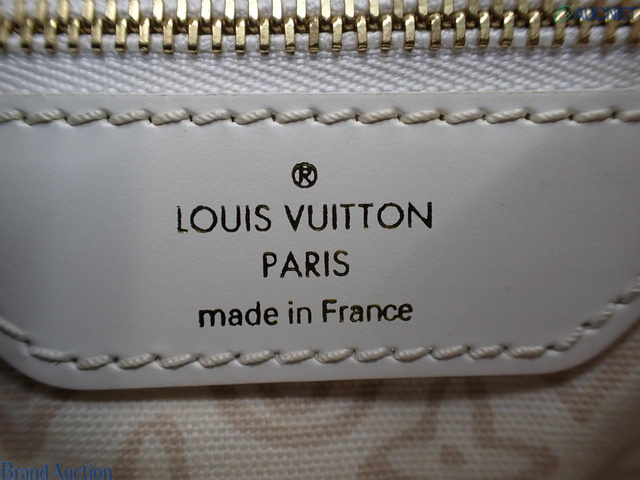 ®
LOUIS VUITTON
PARIS
made in France
Brand Auction